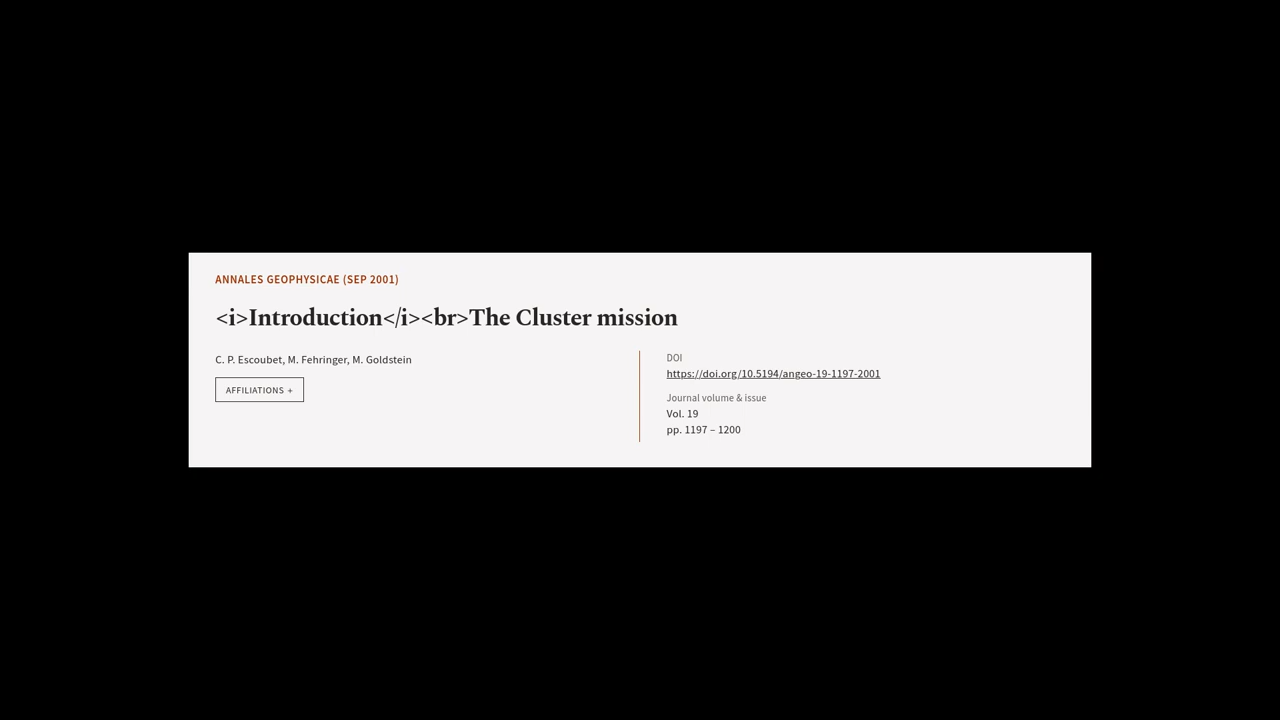 ANNALES GEOPHYSICAE (SEP 2001)
<i>Introduction</i><br>The Cluster mission
C. P. Escoubet, M. Fehringer, M. Goldstein
AFFILIATIONS +
DOI
https://doi.org/10.5194/angeo-19-1197-2001
Journal volume & issue
Vol. 19
pp. 1197 – 1200